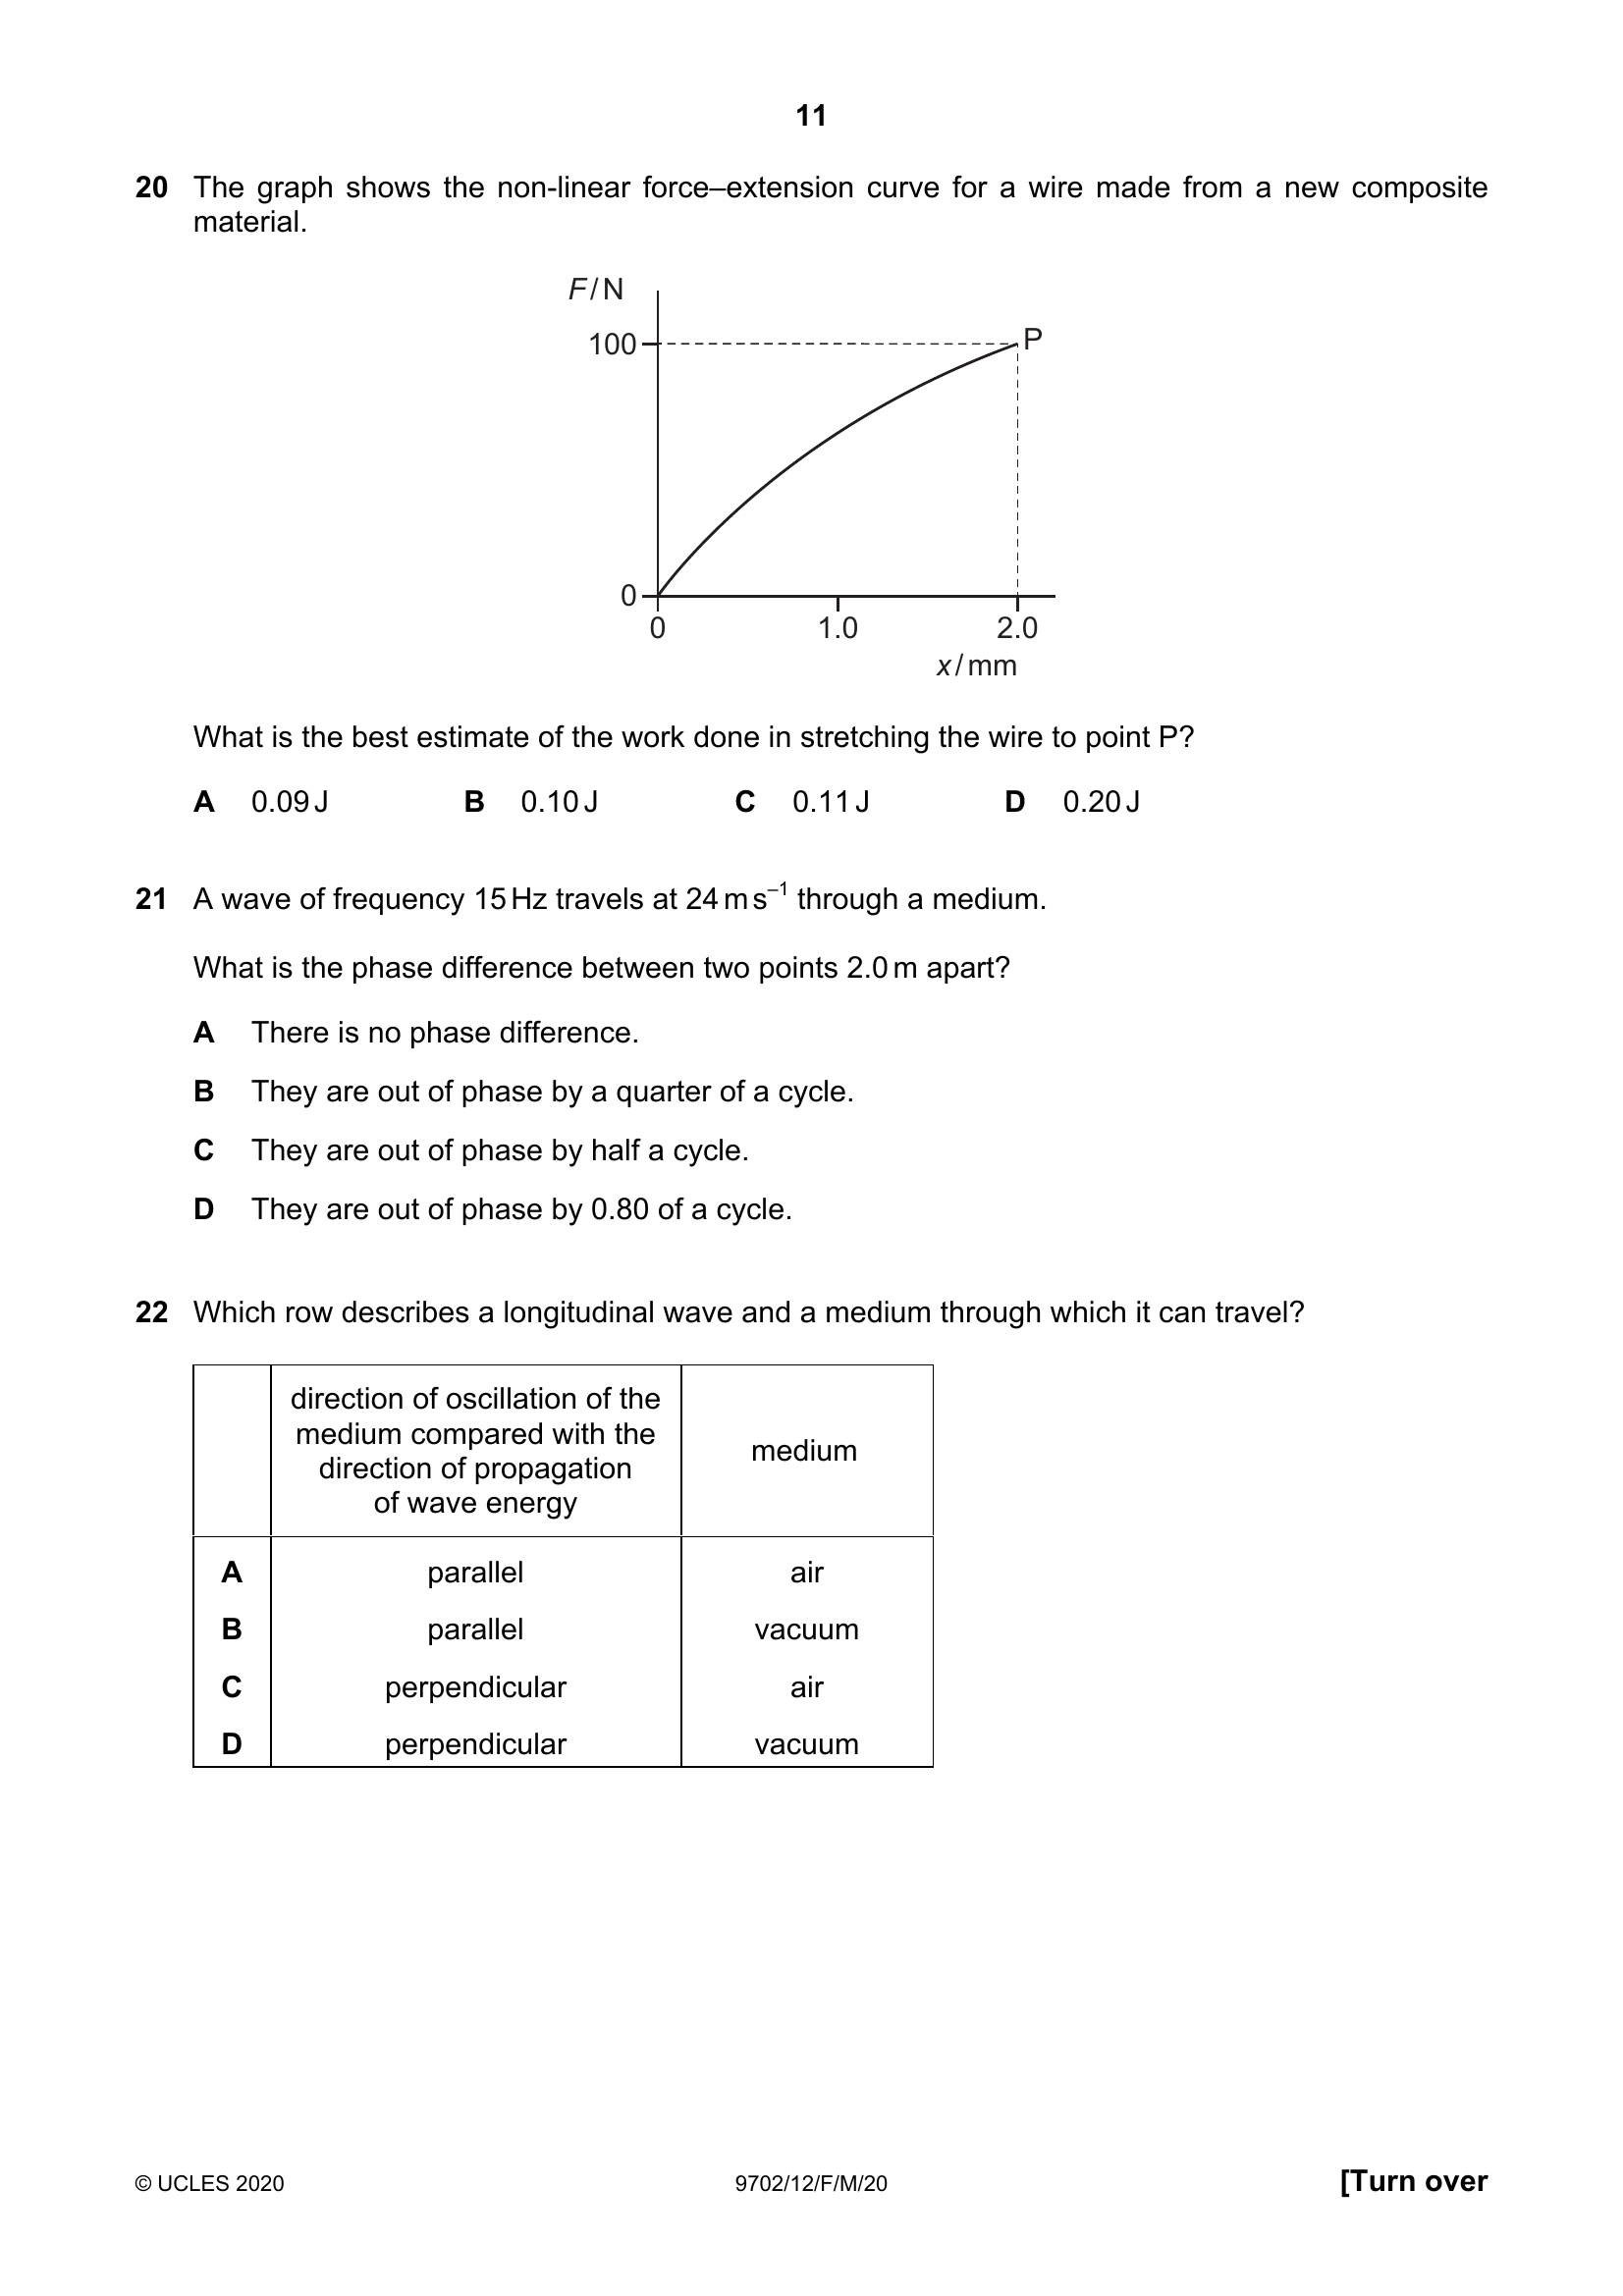 11
20 The graph shows the non-linear force–extension curve for a wire made from a new composite
material.
F / N
100
P
0
0 1.0 2.0
x / mm
What is the best estimate of the work done in stretching the wire to point P?
A 0.09 J B 0.10 J C 0.11 J D 0.20 J
21 A wave of frequency 15 Hz travels at 24 m s⁻¹ through a medium.
What is the phase difference between two points 2.0 m apart?
A There is no phase difference.
B They are out of phase by a quarter of a cycle.
C They are out of phase by half a cycle.
D They are out of phase by 0.80 of a cycle.
22 Which row describes a longitudinal wave and a medium through which it can travel?
direction of oscillation of the
medium compared with the
direction of propagation
of wave energy
medium
A parallel air
B parallel vacuum
C perpendicular air
D perpendicular vacuum
© UCLES 2020 9702/12/F/M/20 [Turn over